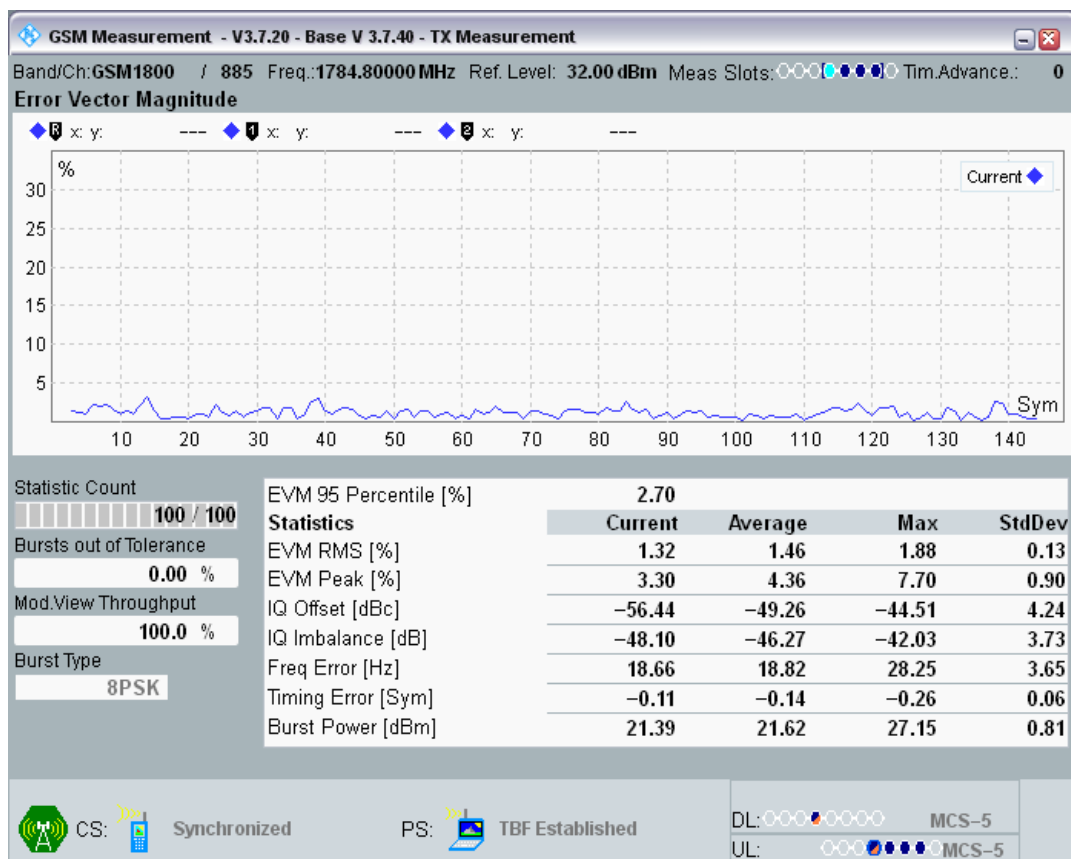 GSM Measurement - V3.7.20 - Base V 3.7.40 - TX Measurement
Band/Ch:GSM1800 / 885 Freq.:1784.80000 MHz Ref. Level: 32.00 dBm Meas Slots: Tim.Advance.: 0
Error Vector Magnitude
R x: y: --- 1 x: y: --- 2 x: y: ---
%
Current
30
25
20
15
10
5
Sym
10 20 30 40 50 60 70 80 90 100 110 120 130 140
Statistic Count
100 / 100
Bursts out of Tolerance
0.00 %
Mod.View Throughput
100.0 %
Burst Type
8PSK
EVM 95 Percentile [%] 2.70
Statistics Current Average Max StdDev
EVM RMS [%] 1.32 1.46 1.88 0.13
EVM Peak [%] 3.30 4.36 7.70 0.90
IQ Offset [dBc] −56.44 −49.26 −44.51 4.24
IQ Imbalance [dB] −48.10 −46.27 −42.03 3.73
Freq Error [Hz] 18.66 18.82 28.25 3.65
Timing Error [Sym] −0.11 −0.14 −0.26 0.06
Burst Power [dBm] 21.39 21.62 27.15 0.81
CS: Synchronized PS: TBF Established
DL: MCS−5
UL: MCS−5